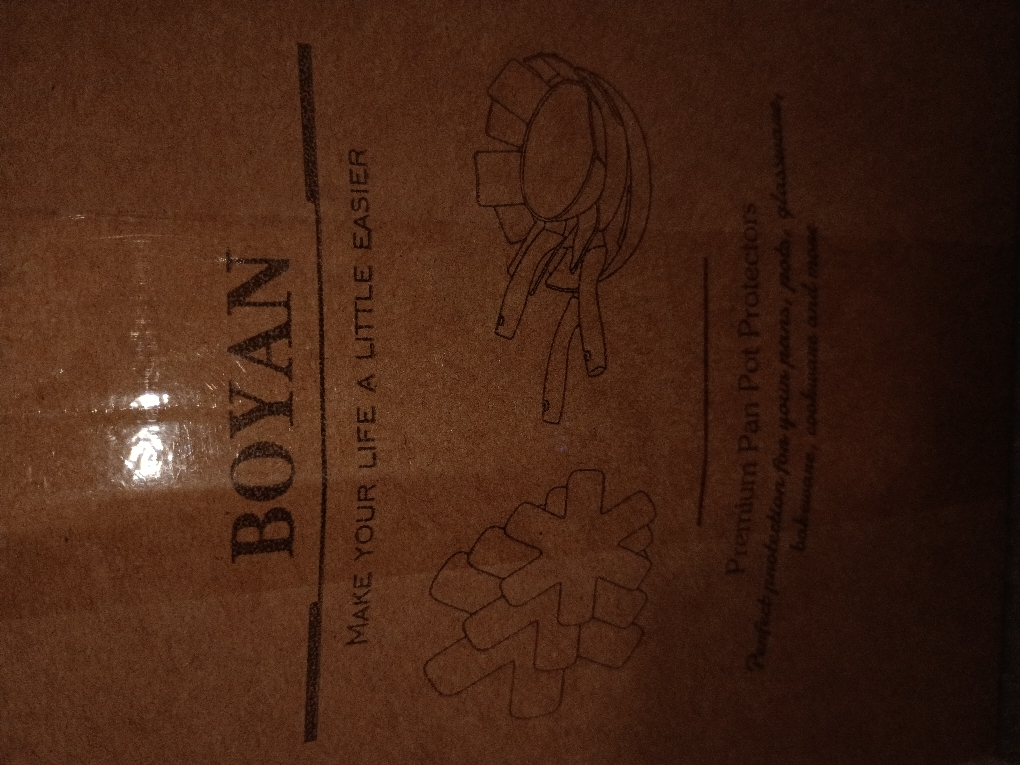 BOYAN
MAKE YOUR LIFE A LITTLE EASIER
Premium Pan Pot Protectors
Perfect protection for your pans, pots, glassware,
bakeware, cookware and more